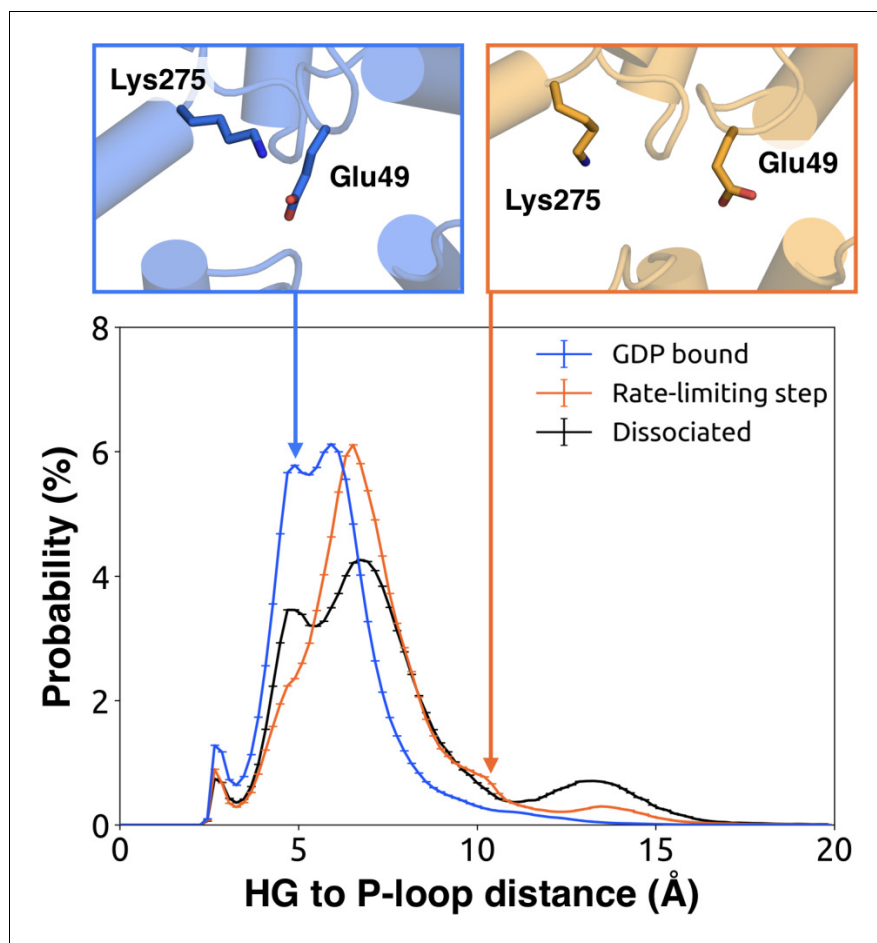 Lys275
Glu49
Lys275
Glu49
Probability (%)
8
6
4
2
0
GDP bound
Rate-limiting step
Dissociated
0 5 10 15 20
HG to P-loop distance (Å)